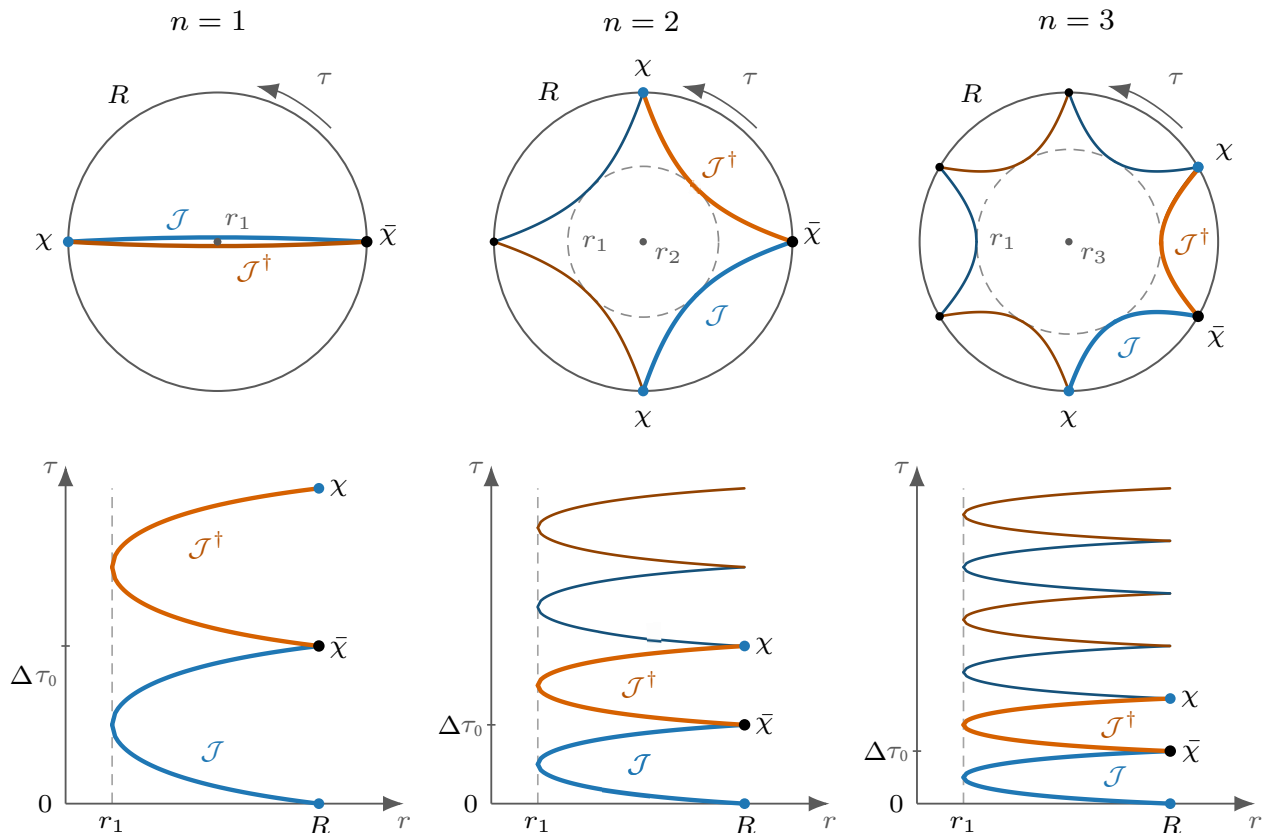 n = 1
n = 2
n = 3
R
τ
χ
𝒥
r₁
χ̄
𝒥†
χ
R
τ
𝒥†
χ̄
r₁
r₂
𝒥
χ
R
τ
χ
𝒥†
r₁
r₃
χ̄
𝒥
χ
τ
χ
𝒥†
χ̄
Δτ₀
𝒥
0
r₁
R
r
τ
χ
𝒥†
χ̄
Δτ₀
𝒥
0
r₁
R
r
τ
χ
𝒥†
χ̄
Δτ₀
𝒥
0
r₁
R
r